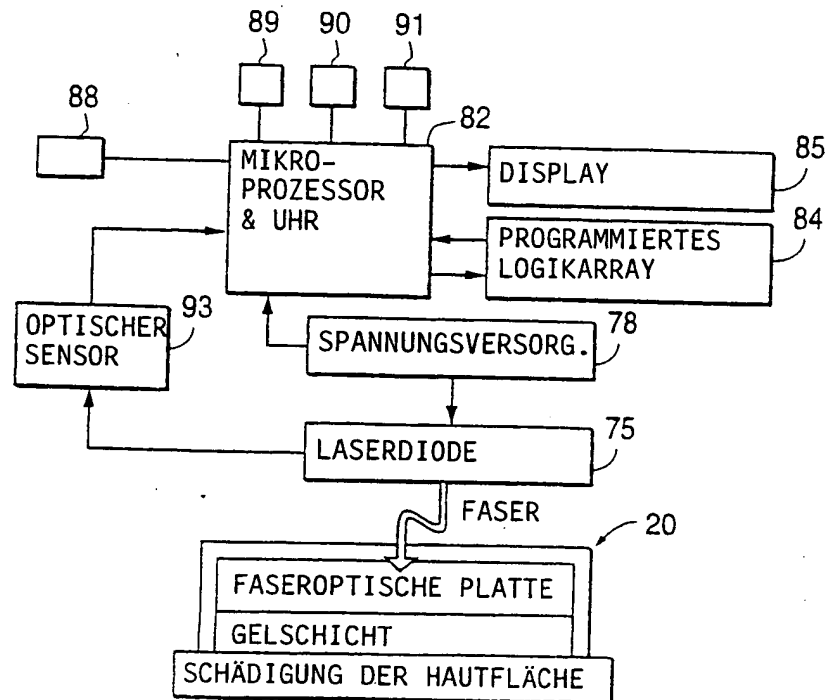 89
90
91
88
82
MIKRO-
PROZESSOR
& UHR
DISPLAY
85
PROGRAMMIERTES
LOGIKARRAY
84
OPTISCHER
SENSOR
93
SPANNUNGSVERSORG.
78
LASERDIODE
75
FASER
20
FASEROPTISCHE PLATTE
GELSCHICHT
SCHÄDIGUNG DER HAUTFLÄCHE